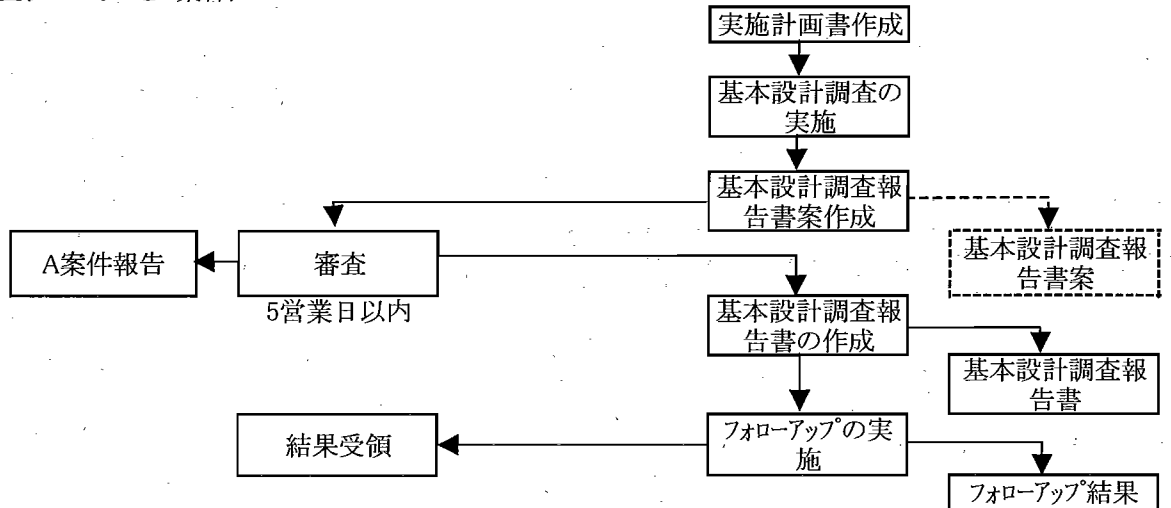 実施計画書作成
基本設計調査の
実施
基本設計調査報
告書案作成
A案件報告
審査
基本設計調査報
告書案
5営業日以内
基本設計調査報
告書の作成
基本設計調査報
告書
結果受領
フォローアップの実
施
フォローアップ結果